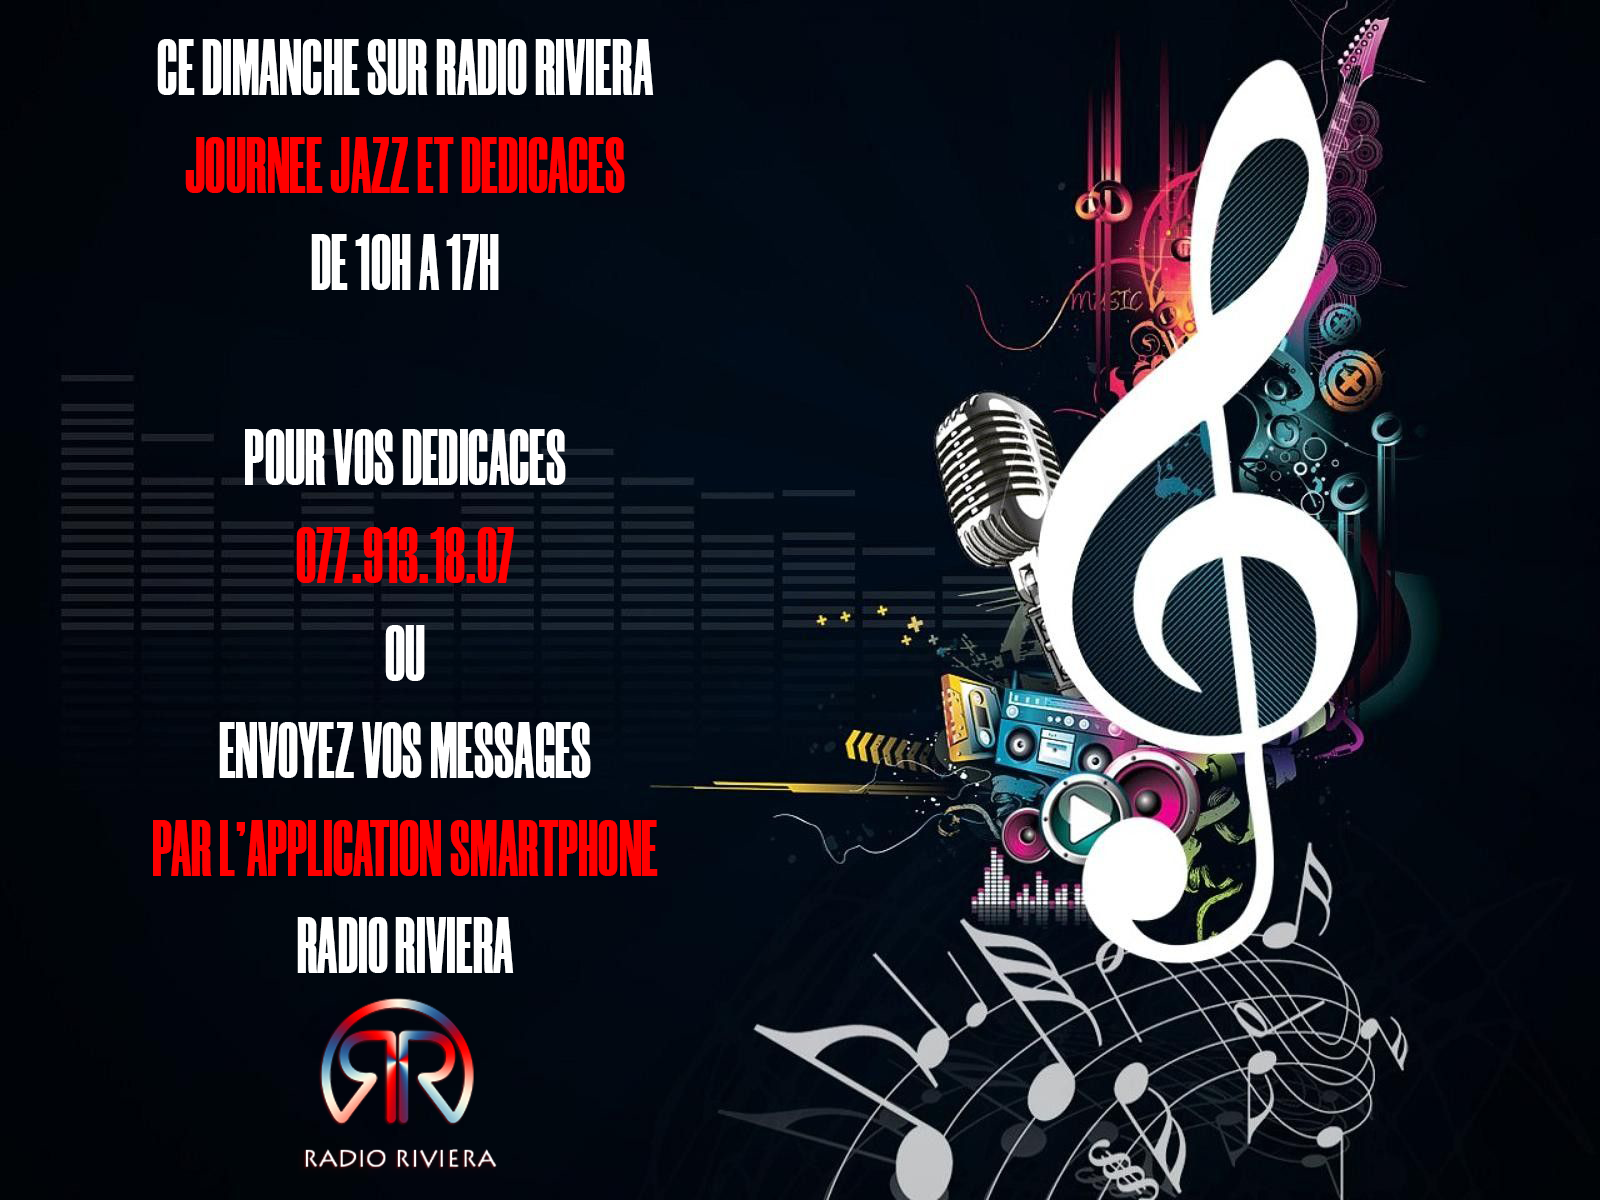 CE DIMANCHE SUR RADIO RIVIERA
JOURNEE JAZZ ET DEDICACES
DE 10H A 17H
POUR VOS DEDICACES
077.913.18.07
OU
ENVOYEZ VOS MESSAGES
PAR L'APPLICATION SMARTPHONE
RADIO RIVIERA
RADIO RIVIERA
MUSIC